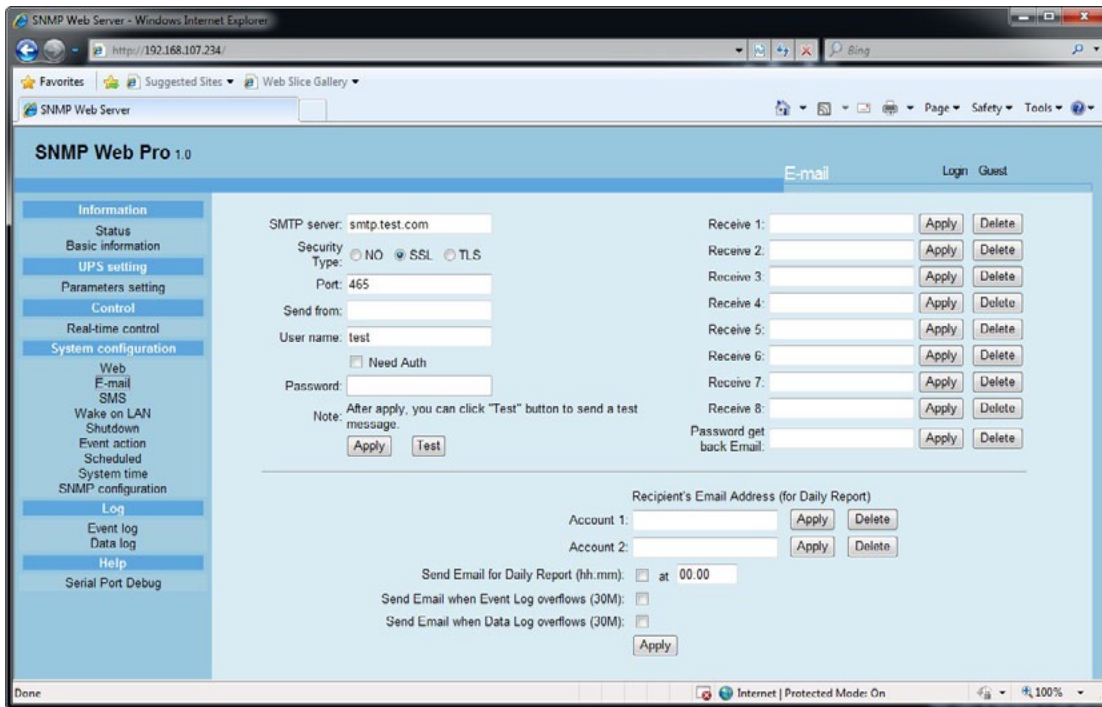 SNMP Web Server - Windows Internet Explorer
http://192.168.107.234/
Bing
Favorites
Suggested Sites
Web Slice Gallery
SNMP Web Server
Page Safety Tools
SNMP Web Pro 1.0
E-mail
Login Guest
Information
Status
Basic information
UPS setting
Parameters setting
Control
Real-time control
System configuration
Web
E-mail
SMS
Wake on LAN
Shutdown
Event action
Scheduled
System time
SNMP configuration
Log
Event log
Data log
Help
Serial Port Debug
SMTP server: smtp.test.com
Security
Type: NO SSL TLS
Port: 465
Send from:
User name: test
Need Auth
Password:
Note: After apply, you can click "Test" button to send a test
message.
Apply Test
Receive 1: Apply Delete
Receive 2: Apply Delete
Receive 3: Apply Delete
Receive 4: Apply Delete
Receive 5: Apply Delete
Receive 6: Apply Delete
Receive 7: Apply Delete
Receive 8: Apply Delete
Password get
back Email: Apply Delete
Recipient's Email Address (for Daily Report)
Account 1: Apply Delete
Account 2: Apply Delete
Send Email for Daily Report (hh:mm): at 00:00
Send Email when Event Log overflows (30M):
Send Email when Data Log overflows (30M):
Apply
Done
Internet | Protected Mode: On
100%